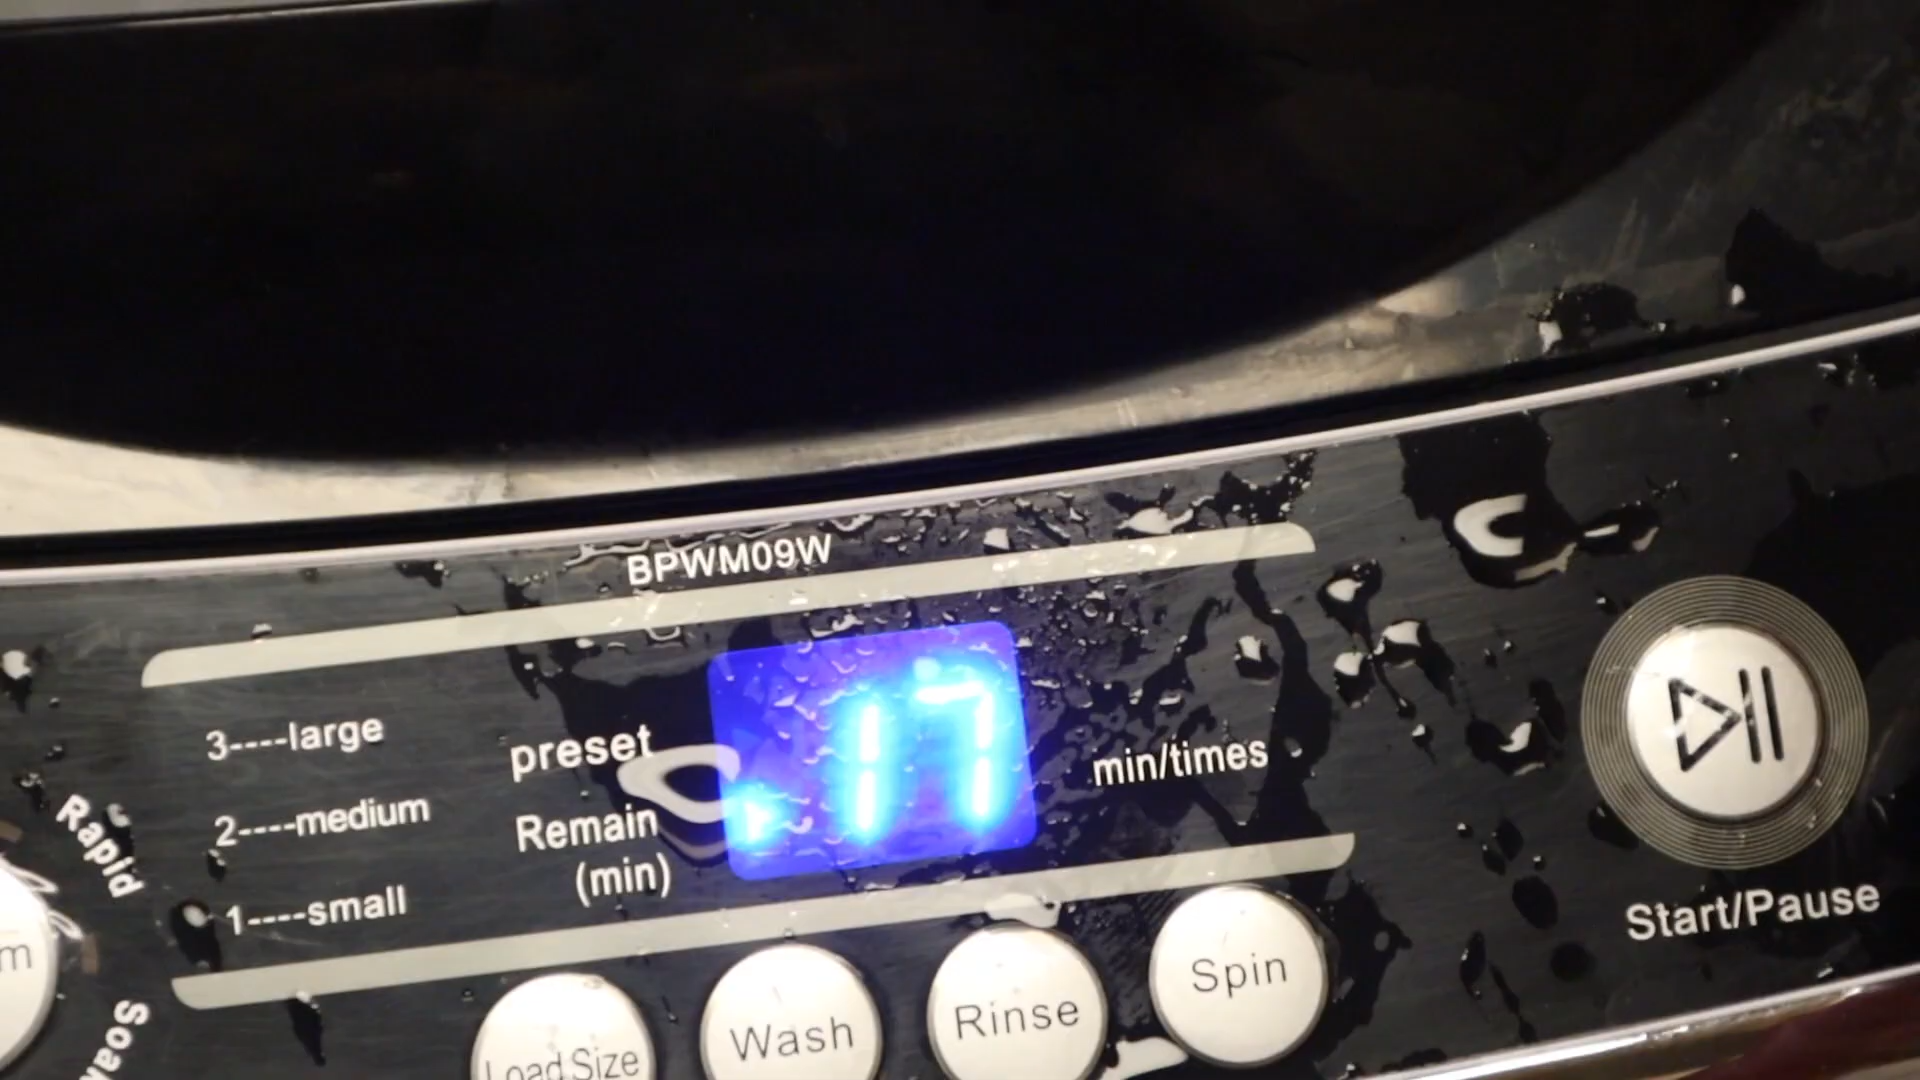 BPWM09W
3----large
2----medium
1----small
preset
Remain
(min)
17
min/times
Rapid
Soak
Load Size
Wash
Rinse
Spin
Start/Pause